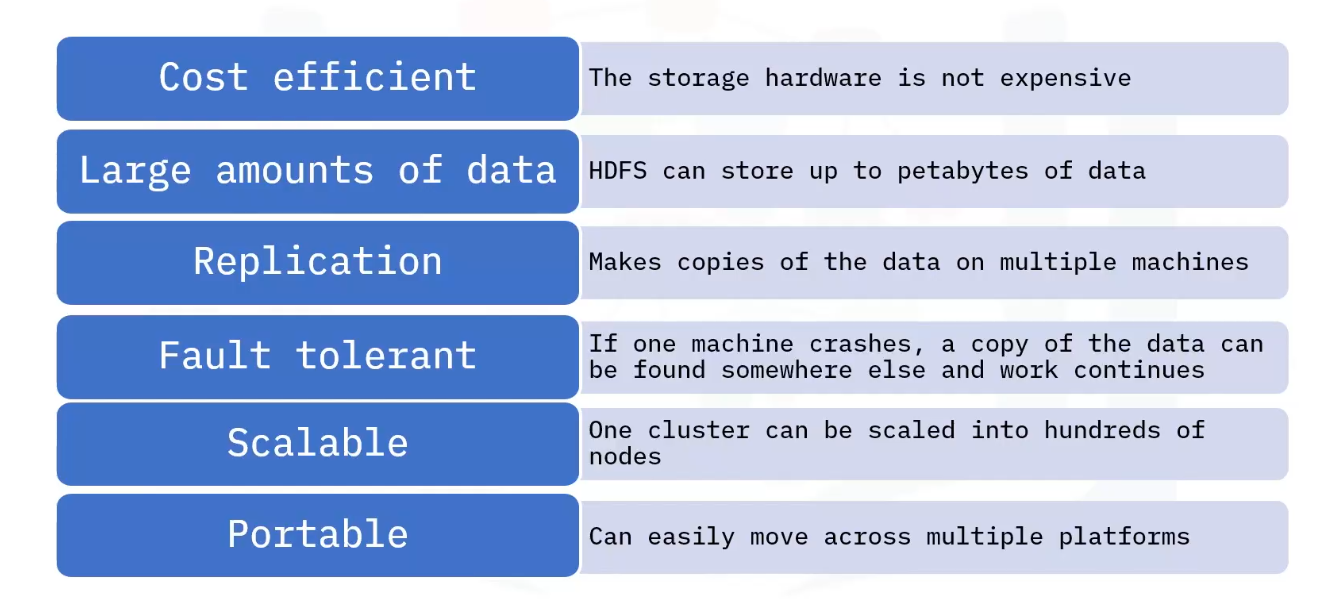 Cost efficient
The storage hardware is not expensive
Large amounts of data
HDFS can store up to petabytes of data
Replication
Makes copies of the data on multiple machines
Fault tolerant
If one machine crashes, a copy of the data can
be found somewhere else and work continues
Scalable
One cluster can be scaled into hundreds of
nodes
Portable
Can easily move across multiple platforms